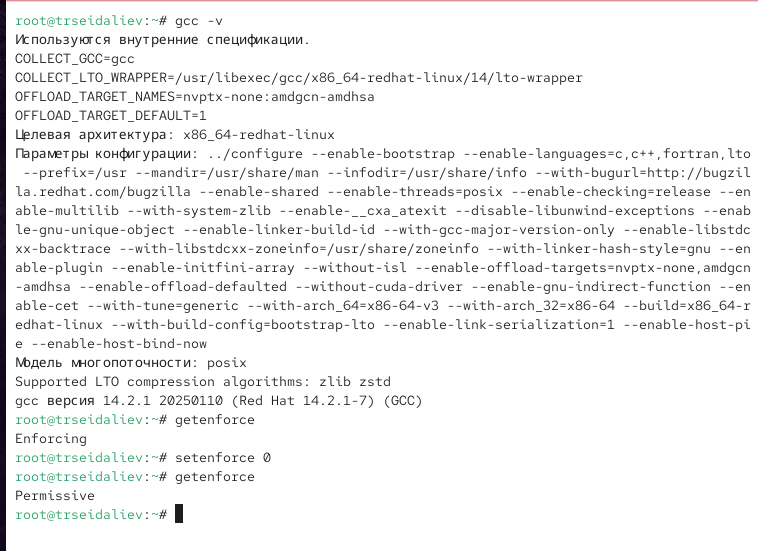 root@trseidaliev:~# gcc -v
Используются внутренние спецификации.
COLLECT_GCC=gcc
COLLECT_LTO_WRAPPER=/usr/libexec/gcc/x86_64-redhat-linux/14/lto-wrapper
OFFLOAD_TARGET_NAMES=nvptx-none:amdgcn-amdhsa
OFFLOAD_TARGET_DEFAULT=1
Целевая архитектура: x86_64-redhat-linux
Параметры конфигурации: ../configure --enable-bootstrap --enable-languages=c,c++,fortran,lto
 --prefix=/usr --mandir=/usr/share/man --infodir=/usr/share/info --with-bugurl=http://bugzil
la.redhat.com/bugzilla --enable-shared --enable-threads=posix --enable-checking=release --en
able-multilib --with-system-zlib --enable-__cxa_atexit --disable-libunwind-exceptions --enab
le-gnu-unique-object --enable-linker-build-id --with-gcc-major-version-only --enable-libstdc
xx-backtrace --with-libstdcxx-zoneinfo=/usr/share/zoneinfo --with-linker-hash-style=gnu --en
able-plugin --enable-initfini-array --without-isl --enable-offload-targets=nvptx-none,amdgcn
-amdhsa --enable-offload-defaulted --without-cuda-driver --enable-gnu-indirect-function --en
able-cet --with-tune=generic --with-arch_64=x86-64-v3 --with-arch_32=x86-64 --build=x86_64-r
edhat-linux --with-build-config=bootstrap-lto --enable-link-serialization=1 --enable-host-pi
e --enable-host-bind-now
Модель многопоточности: posix
Supported LTO compression algorithms: zlib zstd
gcc версия 14.2.1 20250110 (Red Hat 14.2.1-7) (GCC)
root@trseidaliev:~# getenforce
Enforcing
root@trseidaliev:~# setenforce 0
root@trseidaliev:~# getenforce
Permissive
root@trseidaliev:~#